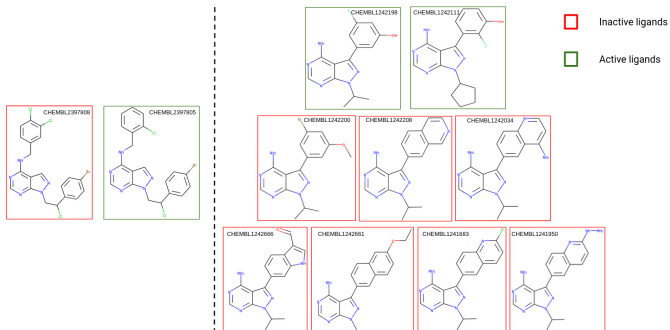 CHEMBL1242198
CHEMBL1242111
Inactive ligands
Active ligands
CHEMBL2397808
CHEMBL2397805
CHEMBL1242200
CHEMBL1242208
CHEMBL1242034
CHEMBL1242666
CHEMBL1242661
CHEMBL1241683
CHEMBL1241950